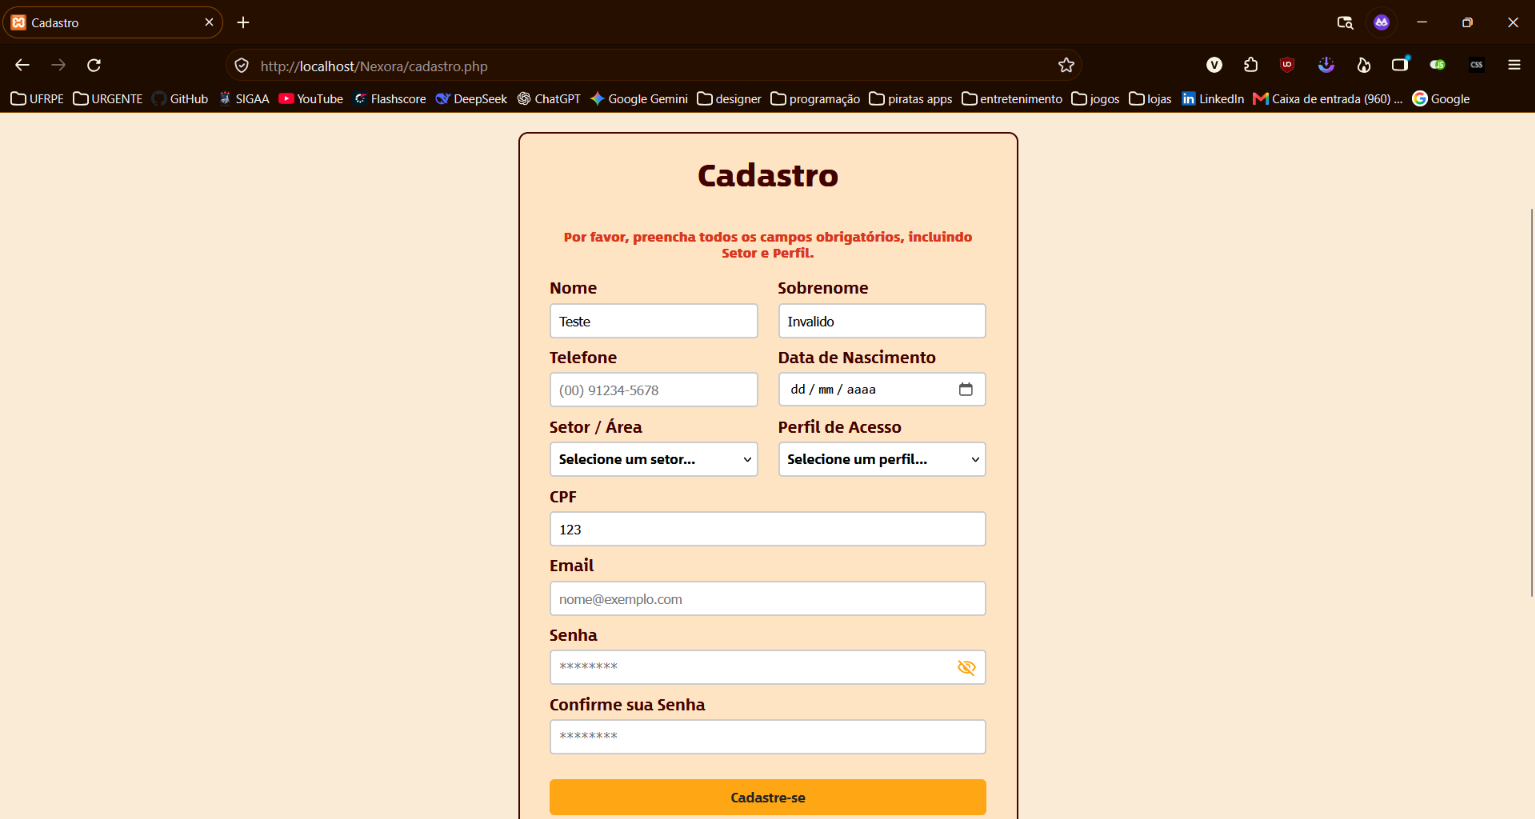 Cadastro
http://localhost/Nexora/cadastro.php
V UD JS CSS
UFRPE URGENTE GitHub SIGAA YouTube Flashscore DeepSeek ChatGPT Google Gemini designer programação piratas apps entretenimento jogos lojas LinkedIn Caixa de entrada (960) ... Google
Cadastro
Por favor, preencha todos os campos obrigatórios, incluindo
Setor e Perfil.
Nome Sobrenome
Teste Invalido
Telefone Data de Nascimento
(00) 91234-5678 dd / mm / aaaa
Setor / Área Perfil de Acesso
Selecione um setor... Selecione um perfil...
CPF
123
Email
nome@exemplo.com
Senha
********
Confirme sua Senha
********
Cadastre-se